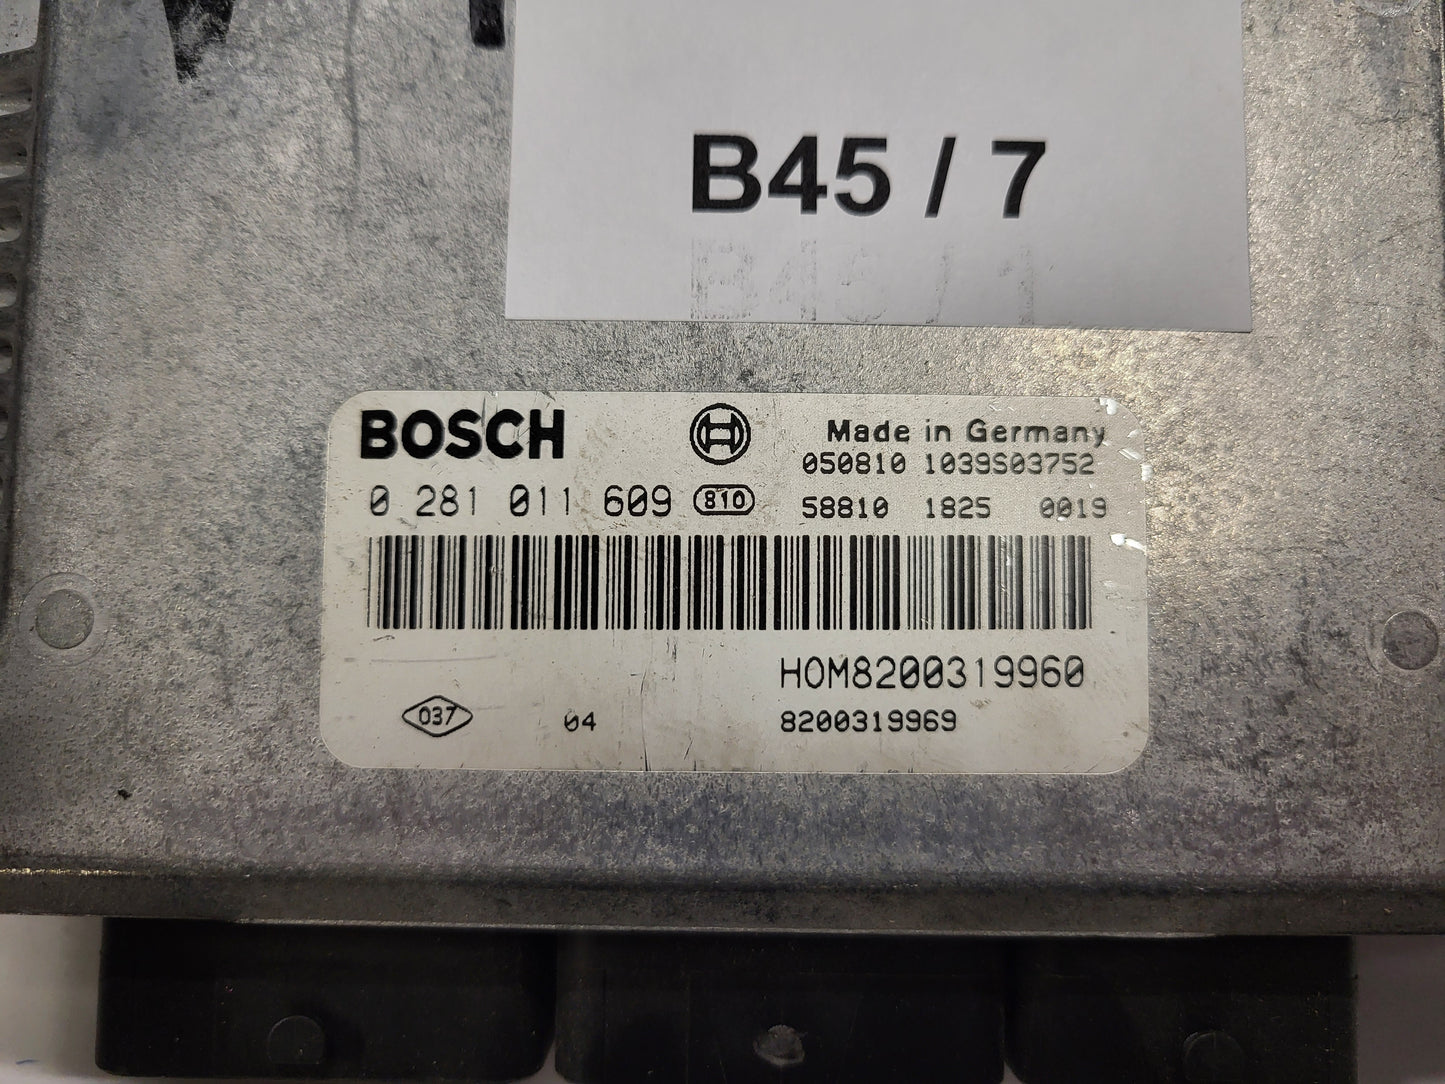 B45 / 7
BOSCH
Made in Germany
050810 1039S03752
0 281 011 609 810 58810 1825 0019
HOM8200319960
037 04 8200319969